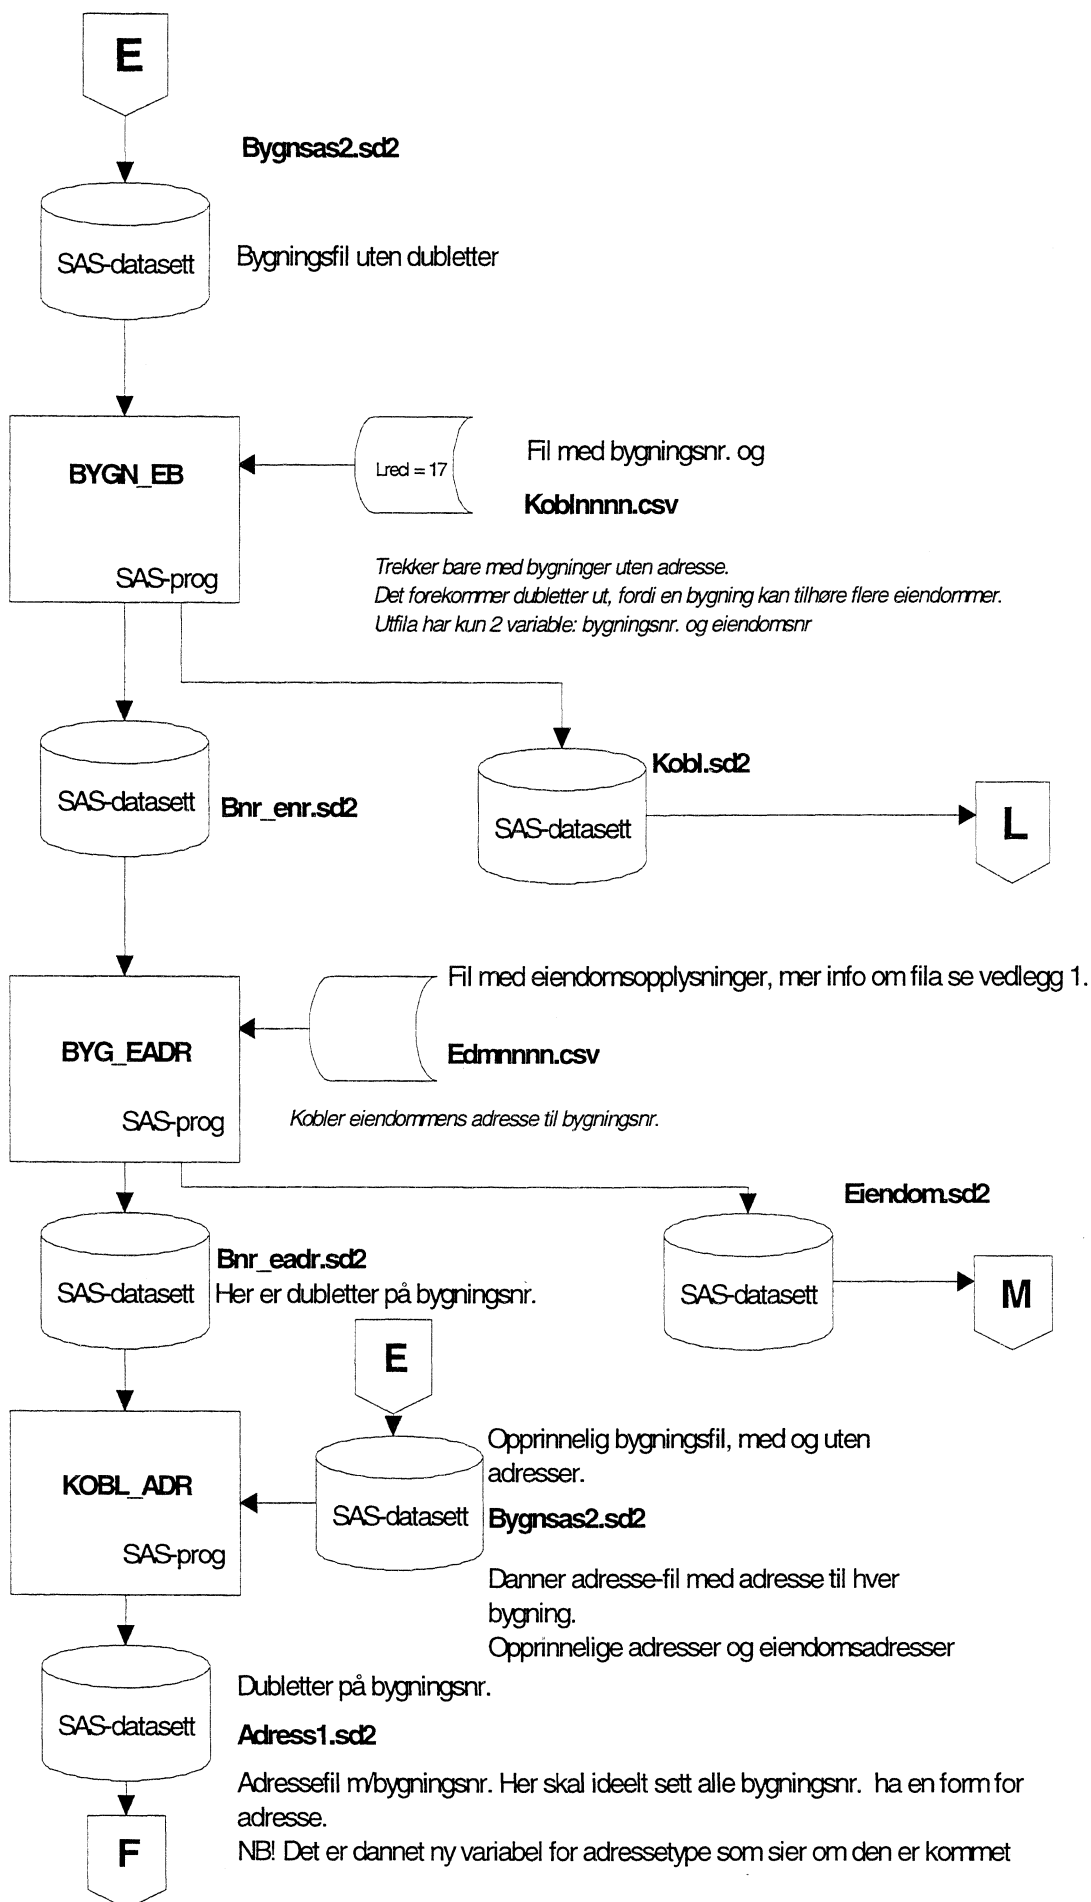 E
Bygnsas2.sd2
SAS-datasett
Bygningsfil uten dubletter
BYGN_EB
SAS-prog
Lred = 17
Fil med bygningsnr. og
Koblnnnn.csv
Trekker bare med bygninger uten adresse.
Det forekommer dubletter ut, fordi en bygning kan tilhøre flere eiendommer.
Utfila har kun 2 variable: bygningsnr. og eiendomsnr
SAS-datasett
Bnr_enr.sd2
Kobl.sd2
SAS-datasett
L
Fil med eiendomsopplysninger, mer info om fila se vedlegg 1.
BYG_EADR
SAS-prog
Edmnnnn.csv
Kobler eiendommens adresse til bygningsnr.
Eiendom.sd2
Bnr_eadr.sd2
SAS-datasett
Her er dubletter på bygningsnr.
SAS-datasett
M
E
KOBL_ADR
SAS-prog
Opprinnelig bygningsfil, med og uten
adresser.
SAS-datasett
Bygnsas2.sd2
Danner adresse-fil med adresse til hver
bygning.
Opprinnelige adresser og eiendomsadresser
Dubletter på bygningsnr.
SAS-datasett
Adress1.sd2
Adressefil m/bygningsnr. Her skal ideelt sett alle bygningsnr. ha en form for
adresse.
NB! Det er dannet ny variabel for adressetype som sier om den er kommet
F